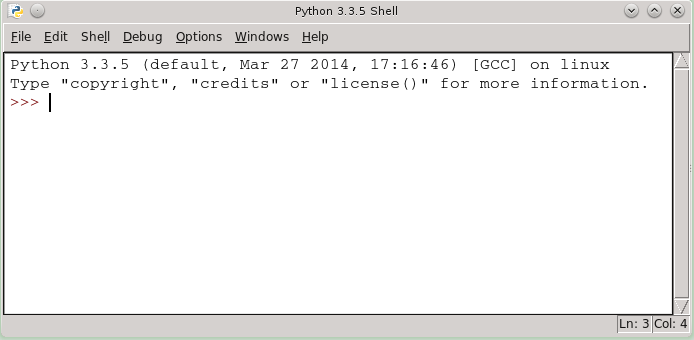 Python 3.3.5 Shell
File Edit Shell Debug Options Windows Help
Python 3.3.5 (default, Mar 27 2014, 17:16:46) [GCC] on linux
Type "copyright", "credits" or "license()" for more information.
>>>
Ln: 3 Col: 4